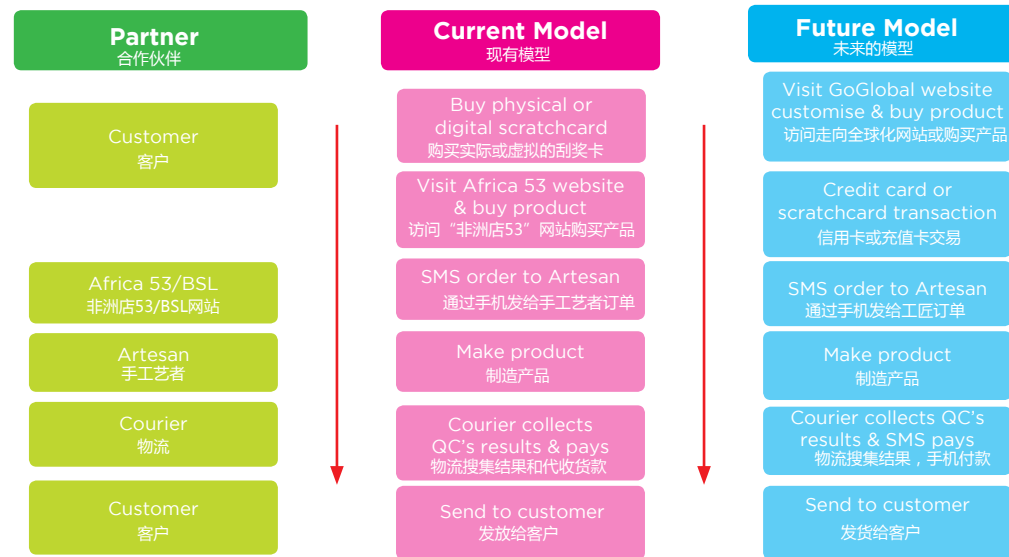 Partner
合作伙伴
Customer
客户
Africa 53/BSL
非洲店53/BSL网站
Artesan
手工艺者
Courier
物流
Customer
客户
Current Model
现有模型
Buy physical or
digital scratchcard
购买实际或虚拟的刮奖卡
Visit Africa 53 website
& buy product
访问“非洲店53”网站购买产品
SMS order to Artesan
通过手机发给手工艺者订单
Make product
制造产品
Courier collects
QC's results & pays
物流搜集结果和代收货款
Send to customer
发放给客户
Future Model
未来的模型
Visit GoGlobal website
customise & buy product
访问走向全球化网站或购买产品
Credit card or
scratchcard transaction
信用卡或充值卡交易
SMS order to Artesan
通过手机发给工匠订单
Make product
制造产品
Courier collects QC's
results & SMS pays
物流搜集结果，手机付款
Send to customer
发货给客户